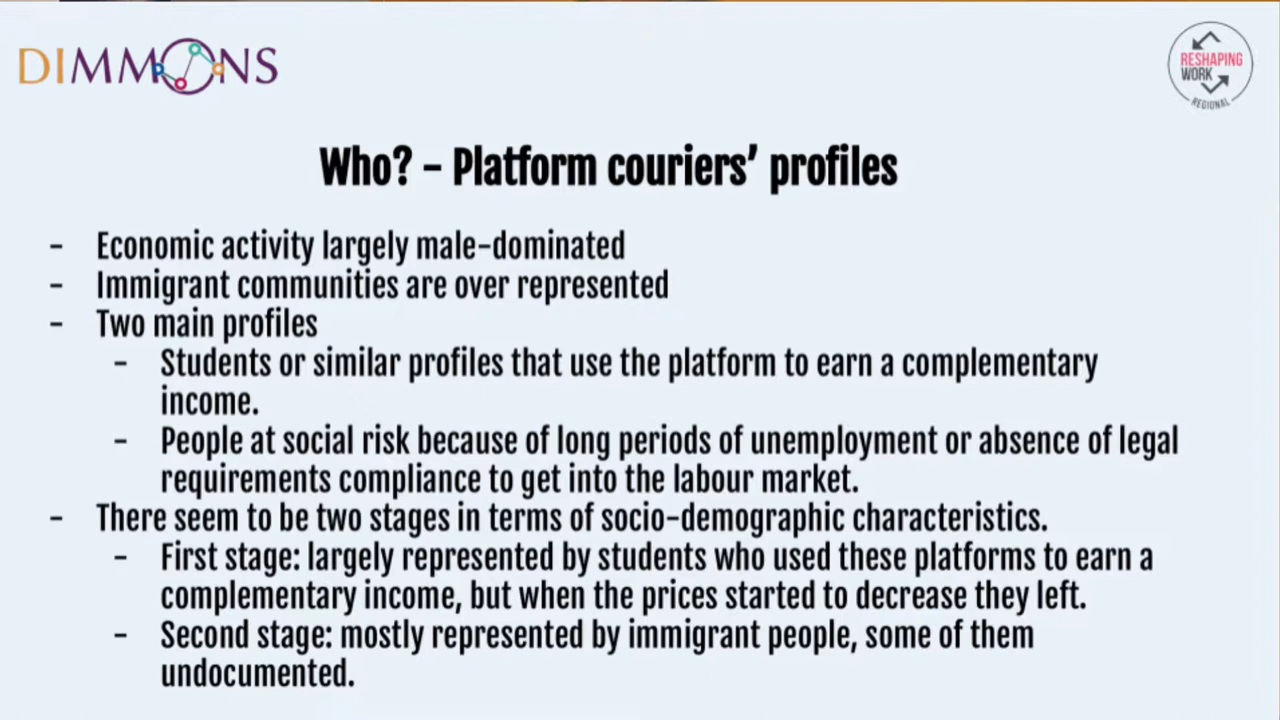 DIMMONS
RESHAPING
WORK
REGIONAL
Who? – Platform couriers’ profiles
- Economic activity largely male-dominated
- Immigrant communities are over represented
- Two main profiles
- Students or similar profiles that use the platform to earn a complementary
income.
- People at social risk because of long periods of unemployment or absence of legal
requirements compliance to get into the labour market.
- There seem to be two stages in terms of socio-demographic characteristics.
- First stage: largely represented by students who used these platforms to earn a
complementary income, but when the prices started to decrease they left.
- Second stage: mostly represented by immigrant people, some of them
undocumented.